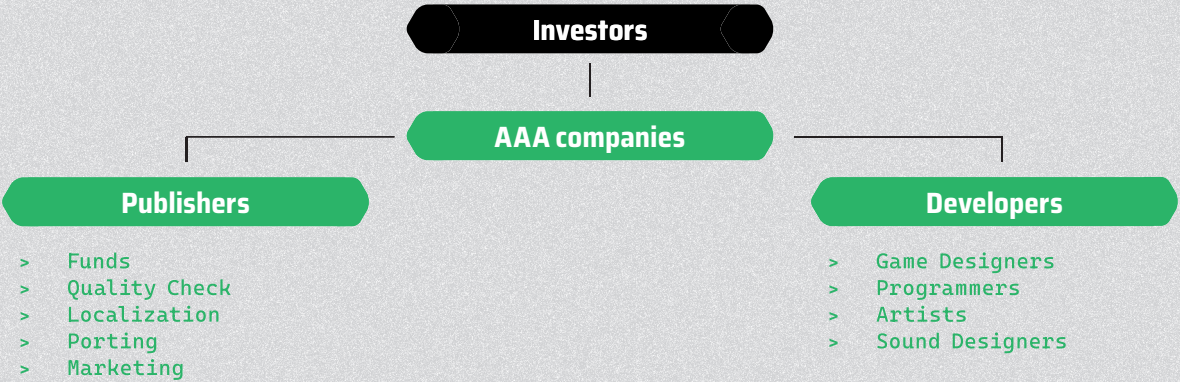 Investors
AAA companies
Publishers
> Funds
> Quality Check
> Localization
> Porting
> Marketing
Developers
> Game Designers
> Programmers
> Artists
> Sound Designers